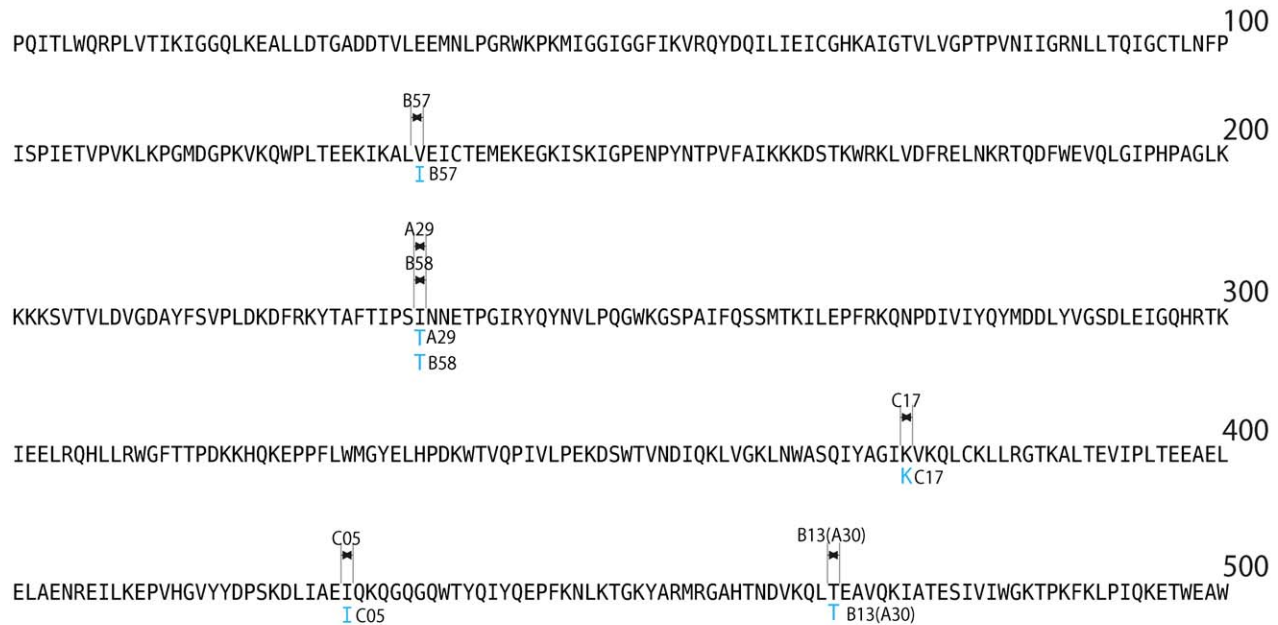 100
PQITLWQRPLVTIKIGGQLKEALLDTGADDTVLEEMNLPGRWKPKMIGGIGGFIKVRQYDQILIEICGHKAIGTVLVGPTPVNIIGRNLLTQIGCTLNFP
B57
200
ISPIETVPVKLKPGMDGPKVKQWPLTEEKIKALVEICTEMEKEGKISKIGPENPYNTPVFAIKKKDSTKWRKLVDFRELNKRTQDFWEVQLGIPHPAGLK
I B57
A29
B58
300
KKKSVTVLDVGDAYFSVPLDKDFRKYTAFTIPSINNETPGIRYQYNVLPQGWKGSPAIFQSSMTKILEPFRKQNPDIVIYQYMDDLYVGSDLEIGQHRTK
T A29
T B58
C17
400
IEELRQHLLRWGFTTPDKKHQKEPPFLWMGYELHPDKWTVQPIVLPEKDSWTVNDIQKLVGKLNWASQIYAGIKVKQLCKLLRGTKALTEVIPLTEEAEL
K C17
C05
B13(A30)
500
ELAENREILKEPVHGVYYDPSKDLIAEIQKQGQGQWTYQIYQEPFKNLKTGKYARMRGAHTNDVKQLTEAVQKIATESIVIWGKTPKFKLPIQKETWEAW
I C05
T B13(A30)